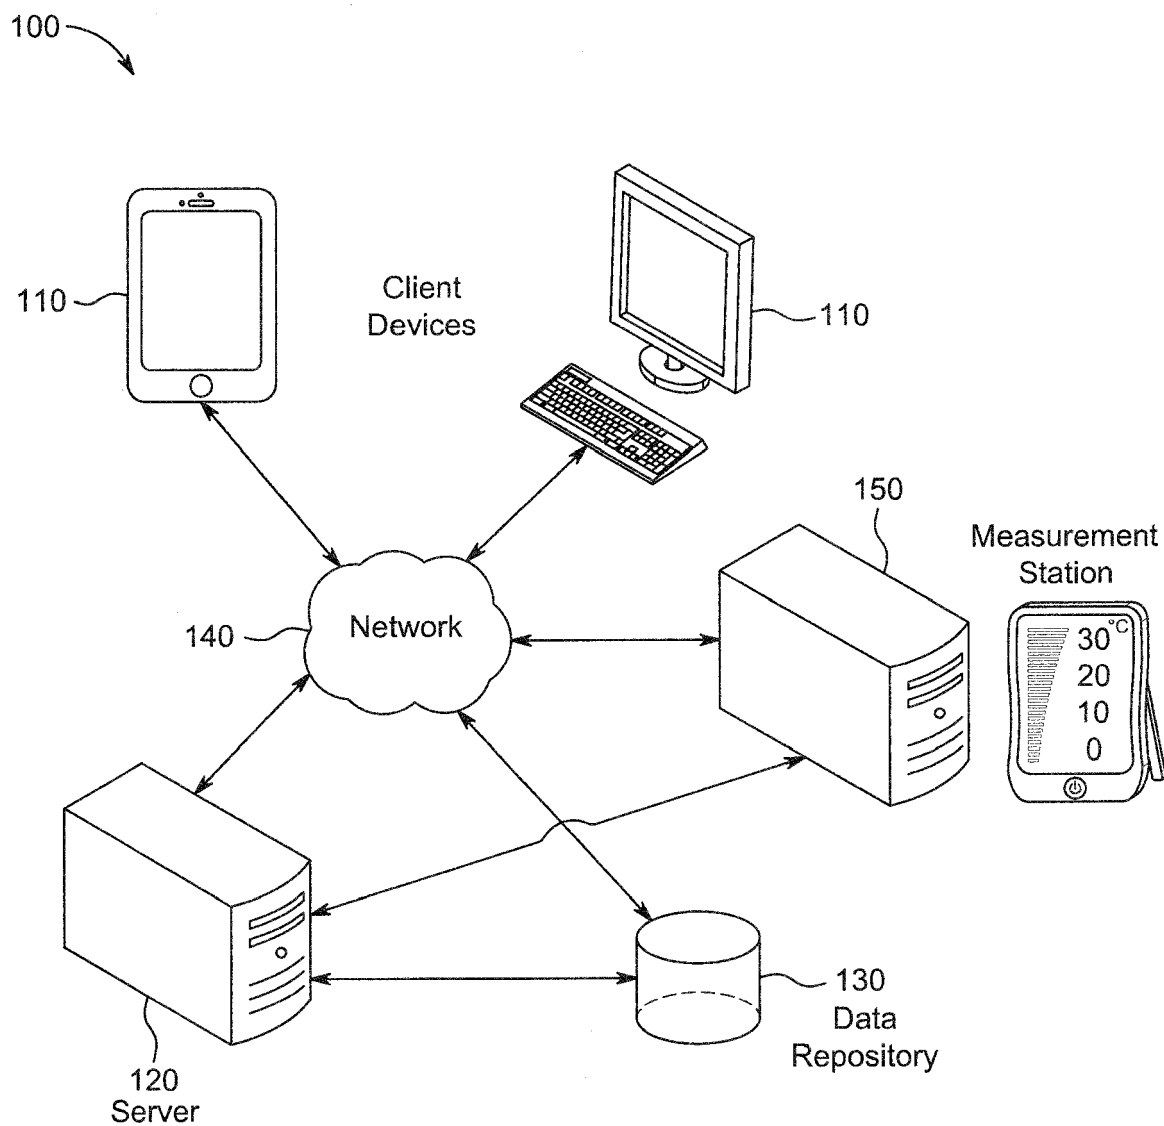 100
110
Client
Devices
110
150
Measurement
Station
30°C
20
10
0
140
Network
130
Data
Repository
120
Server